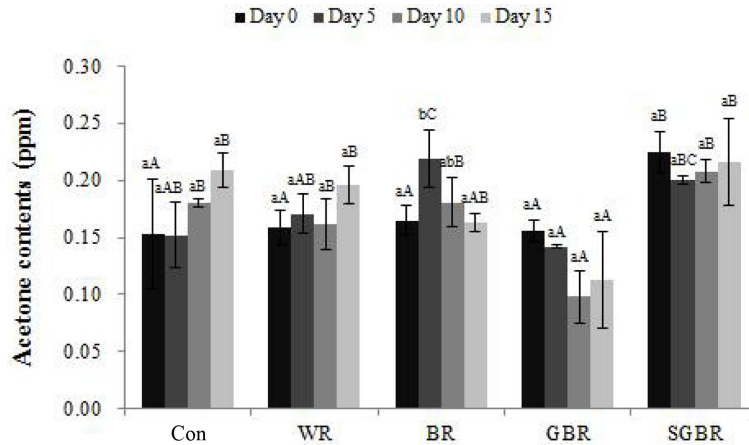 ■ Day 0 ■ Day 5 ■ Day 10 ■ Day 15
Acetone contents (ppm)
0.30
0.25
0.20
0.15
0.10
0.05
0.00
aA aAB aB aB
aA aAB aB aB
aA bC abB aAB
aA aA aA aA
aB aBC aB aB
Con WR BR GBR SGBR